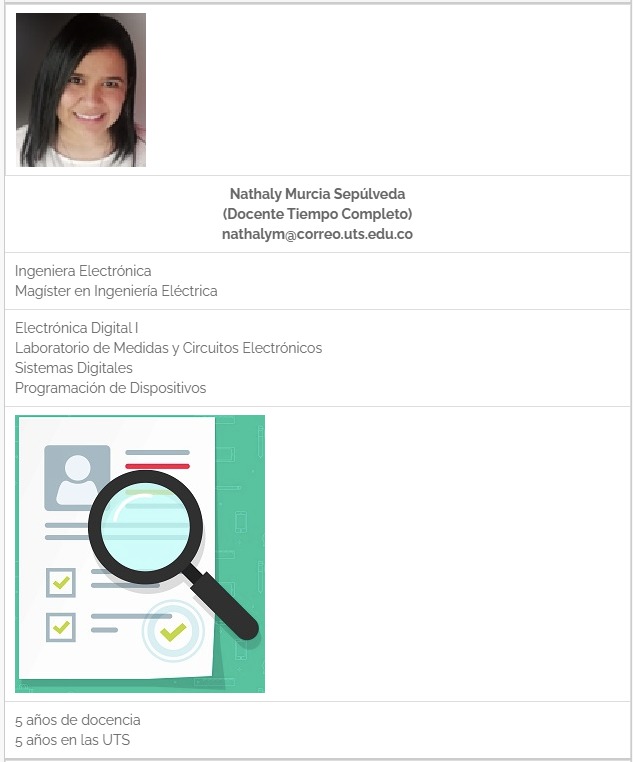 Nathaly Murcia Sepúlveda
(Docente Tiempo Completo)
nathalym@correo.uts.edu.co
Ingeniera Electrónica
Magíster en Ingeniería Eléctrica
Electrónica Digital I
Laboratorio de Medidas y Circuitos Electrónicos
Sistemas Digitales
Programación de Dispositivos
5 años de docencia
5 años en las UTS